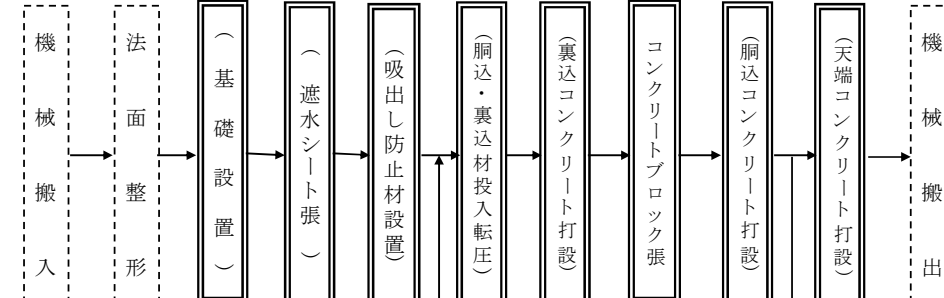 機械搬入
法面整形
（基礎設置）
（遮水シート張）
（吸出し防止材設置）
（胴込・裏込材投入転圧）
（裏込コンクリート打設）
コンクリートブロック張
（胴込コンクリート打設）
（天端コンクリート打設）
機械搬出